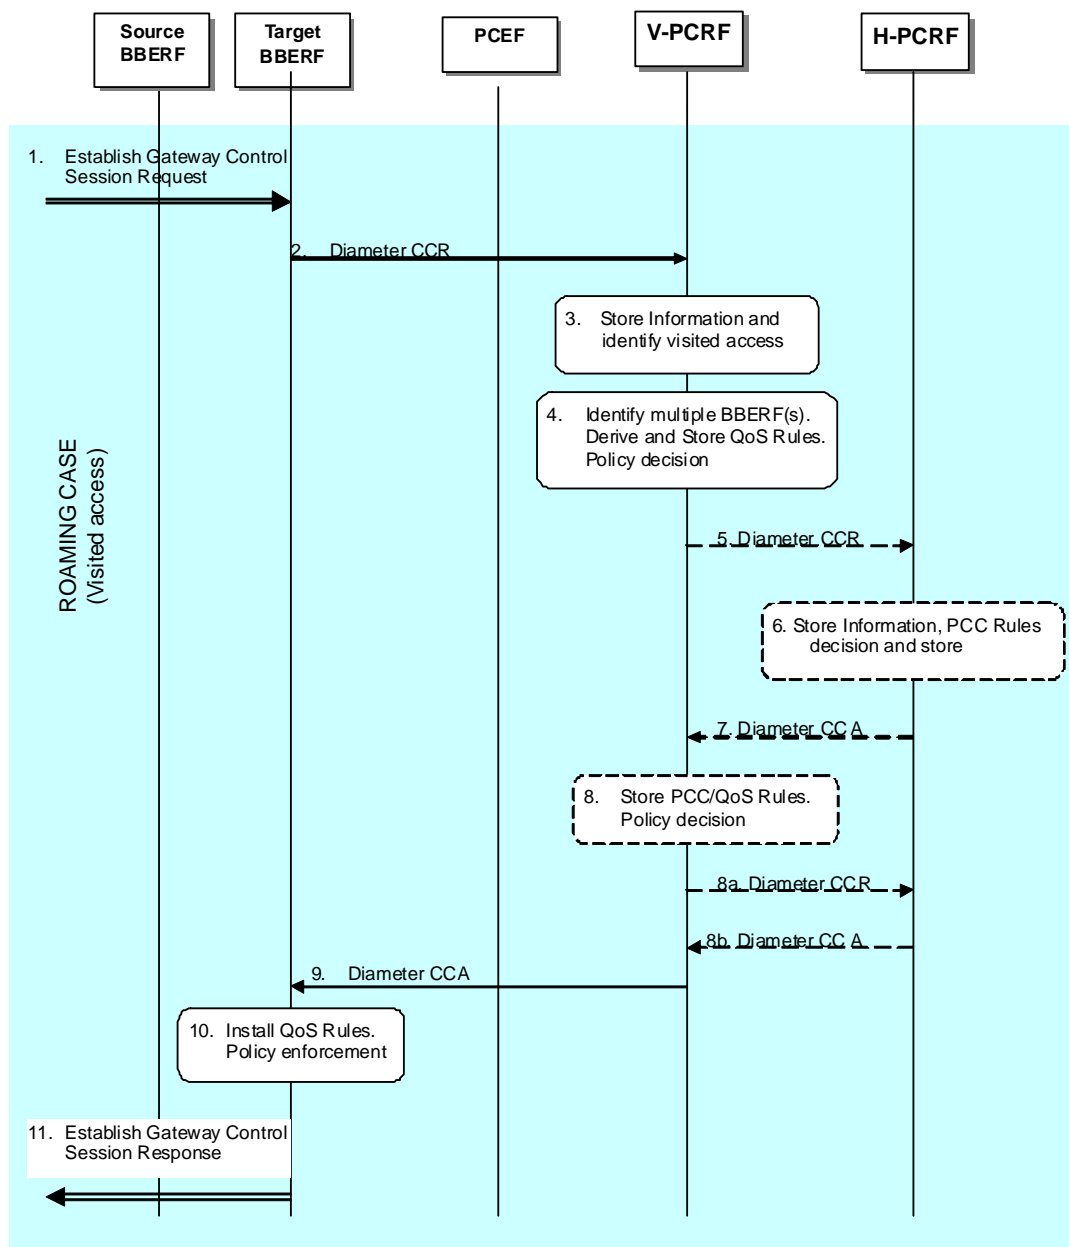 Source
BBERF
Target
BBERF
PCEF
V-PCRF
H-PCRF
1. Establish Gateway Control
Session Request
2. Diameter CCR
3. Store Information and
identify visited access
4. Identify multiple BBERF(s).
Derive and Store QoS Rules.
Policy decision
ROAMING CASE
(Visited access)
5. Diameter CCR
6. Store Information, PCC Rules
decision and store
7. Diameter CCA
8. Store PCC/QoS Rules.
Policy decision
8a. Diameter CCR
8b. Diameter CCA
9. Diameter CCA
10. Install QoS Rules.
Policy enforcement
11. Establish Gateway Control
Session Response